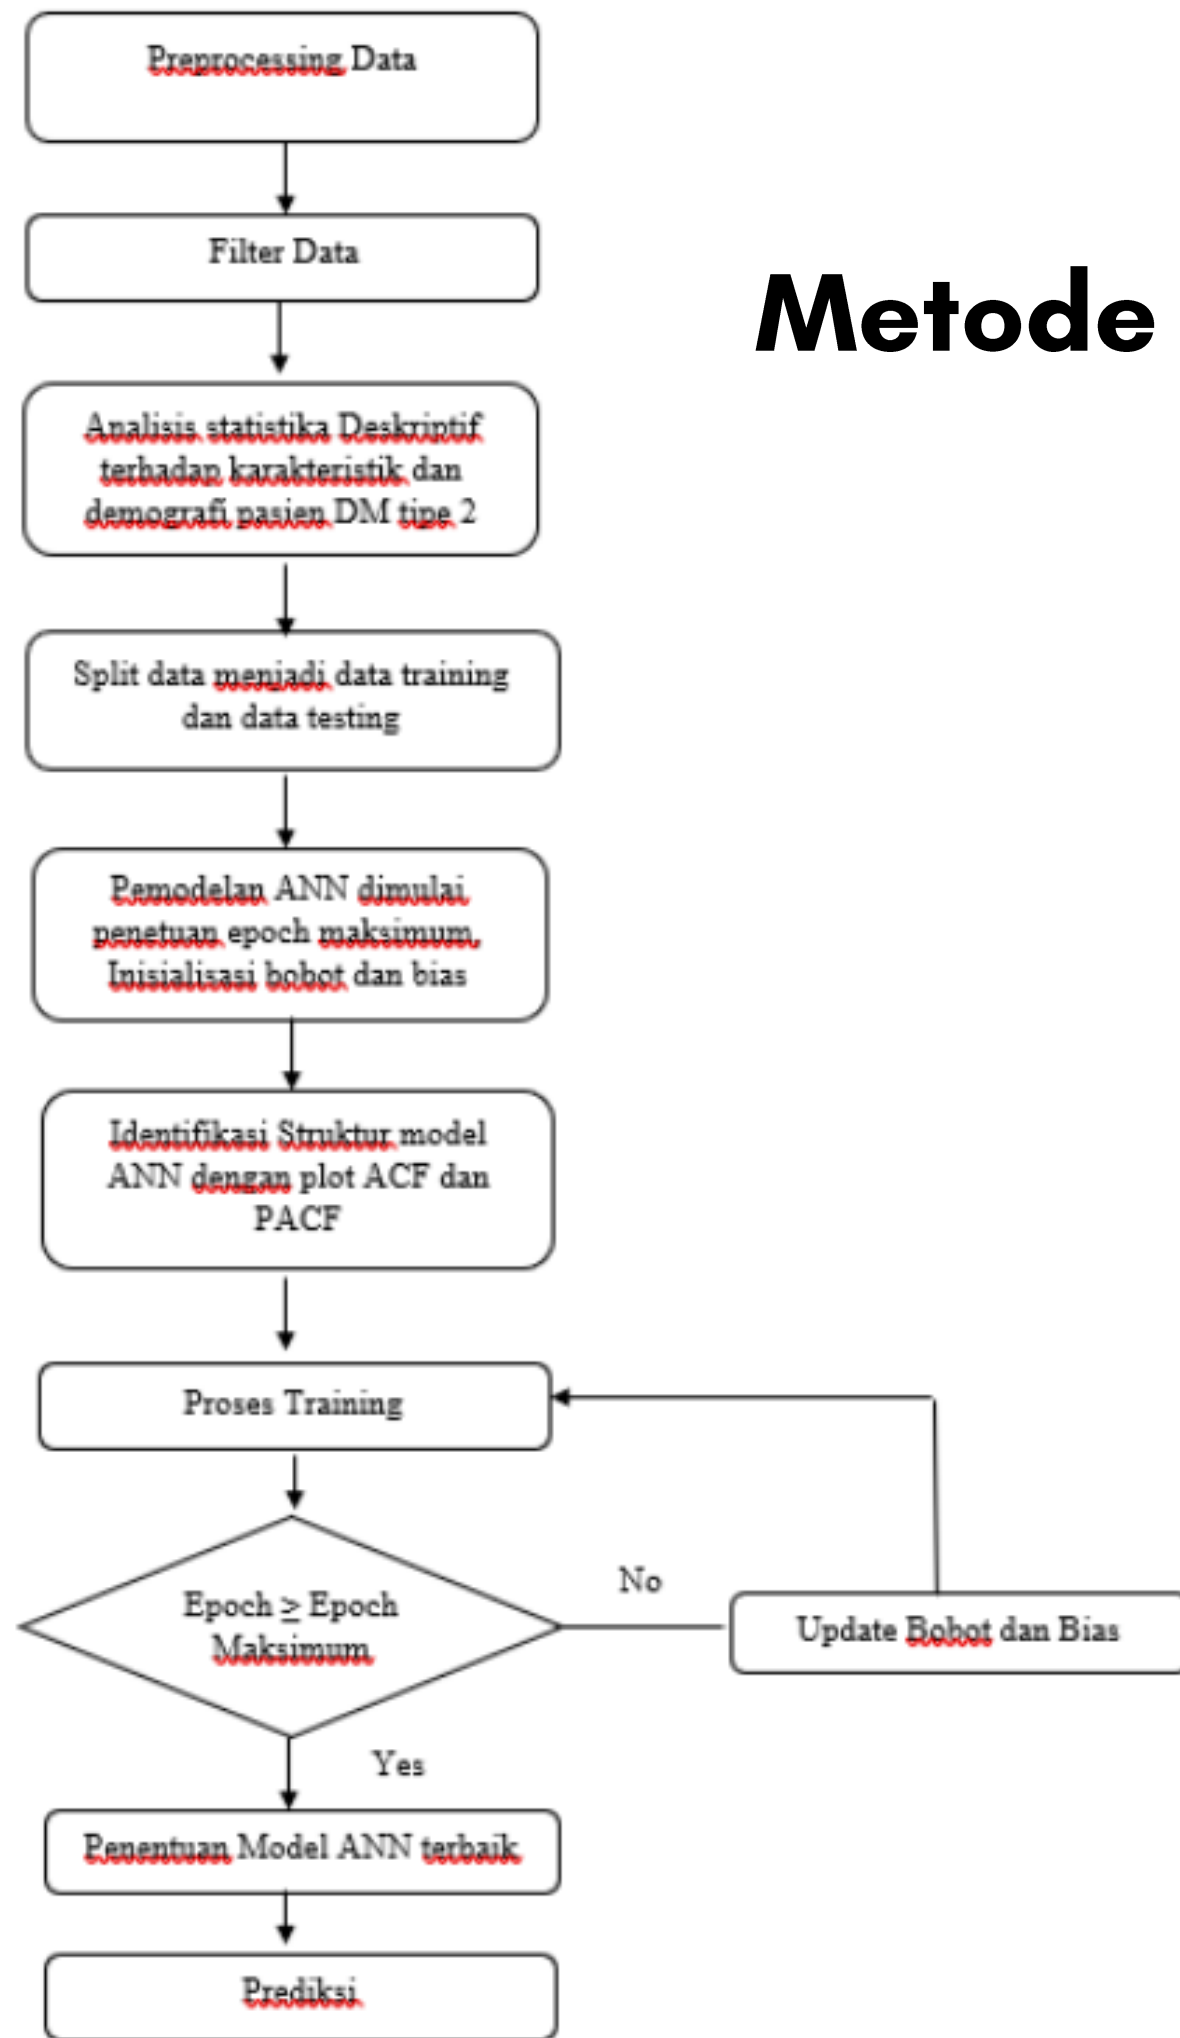 Preprocessing Data
Filter Data
Metode
Analisis statistika Deskriptif
terhadap karakteristik dan
demografi pasien DM tipe 2
Split data menjadi data training
dan data testing
Pemodelan ANN dimulai
penetuan epoch maksimum,
Inisialisasi bobot dan bias
Identifikasi Struktur model
ANN dengan plot ACF dan
PACF
Proses Training
Epoch ≥ Epoch
Maksimum
No
Update Bobot dan Bias
Yes
Penentuan Model ANN terbaik
Prediksi